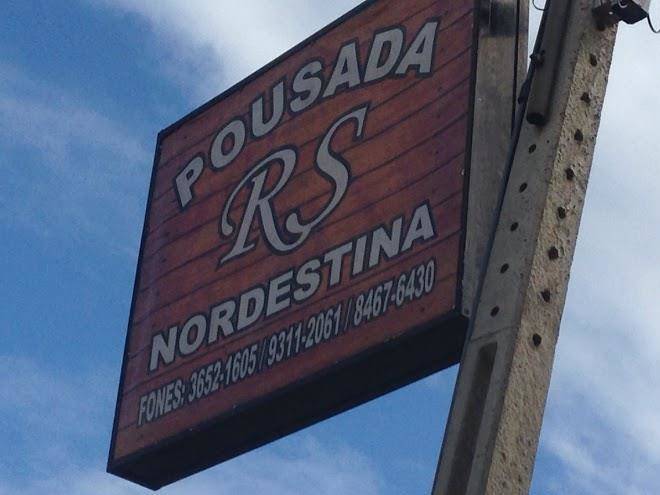 POUSADA
RS
NORDESTINA
FONES: 3652-1605 / 9311-2061 / 8467-6430